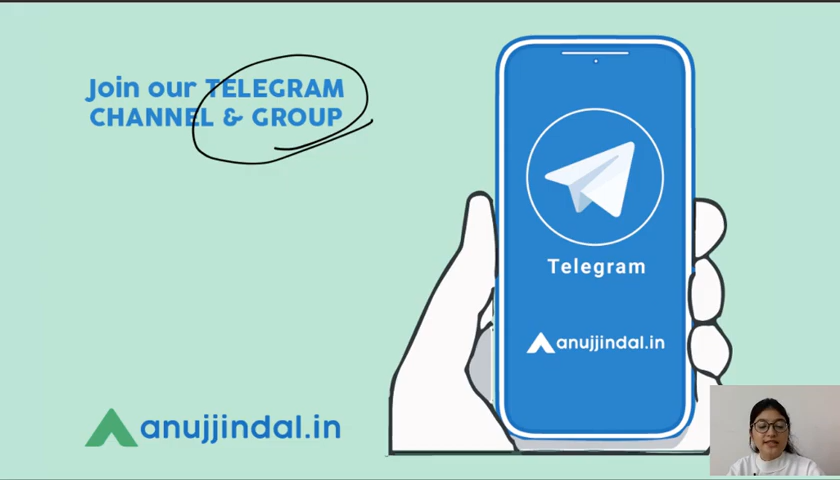 Join our TELEGRAM
CHANNEL & GROUP
Telegram
anujjindal.in
anujjindal.in